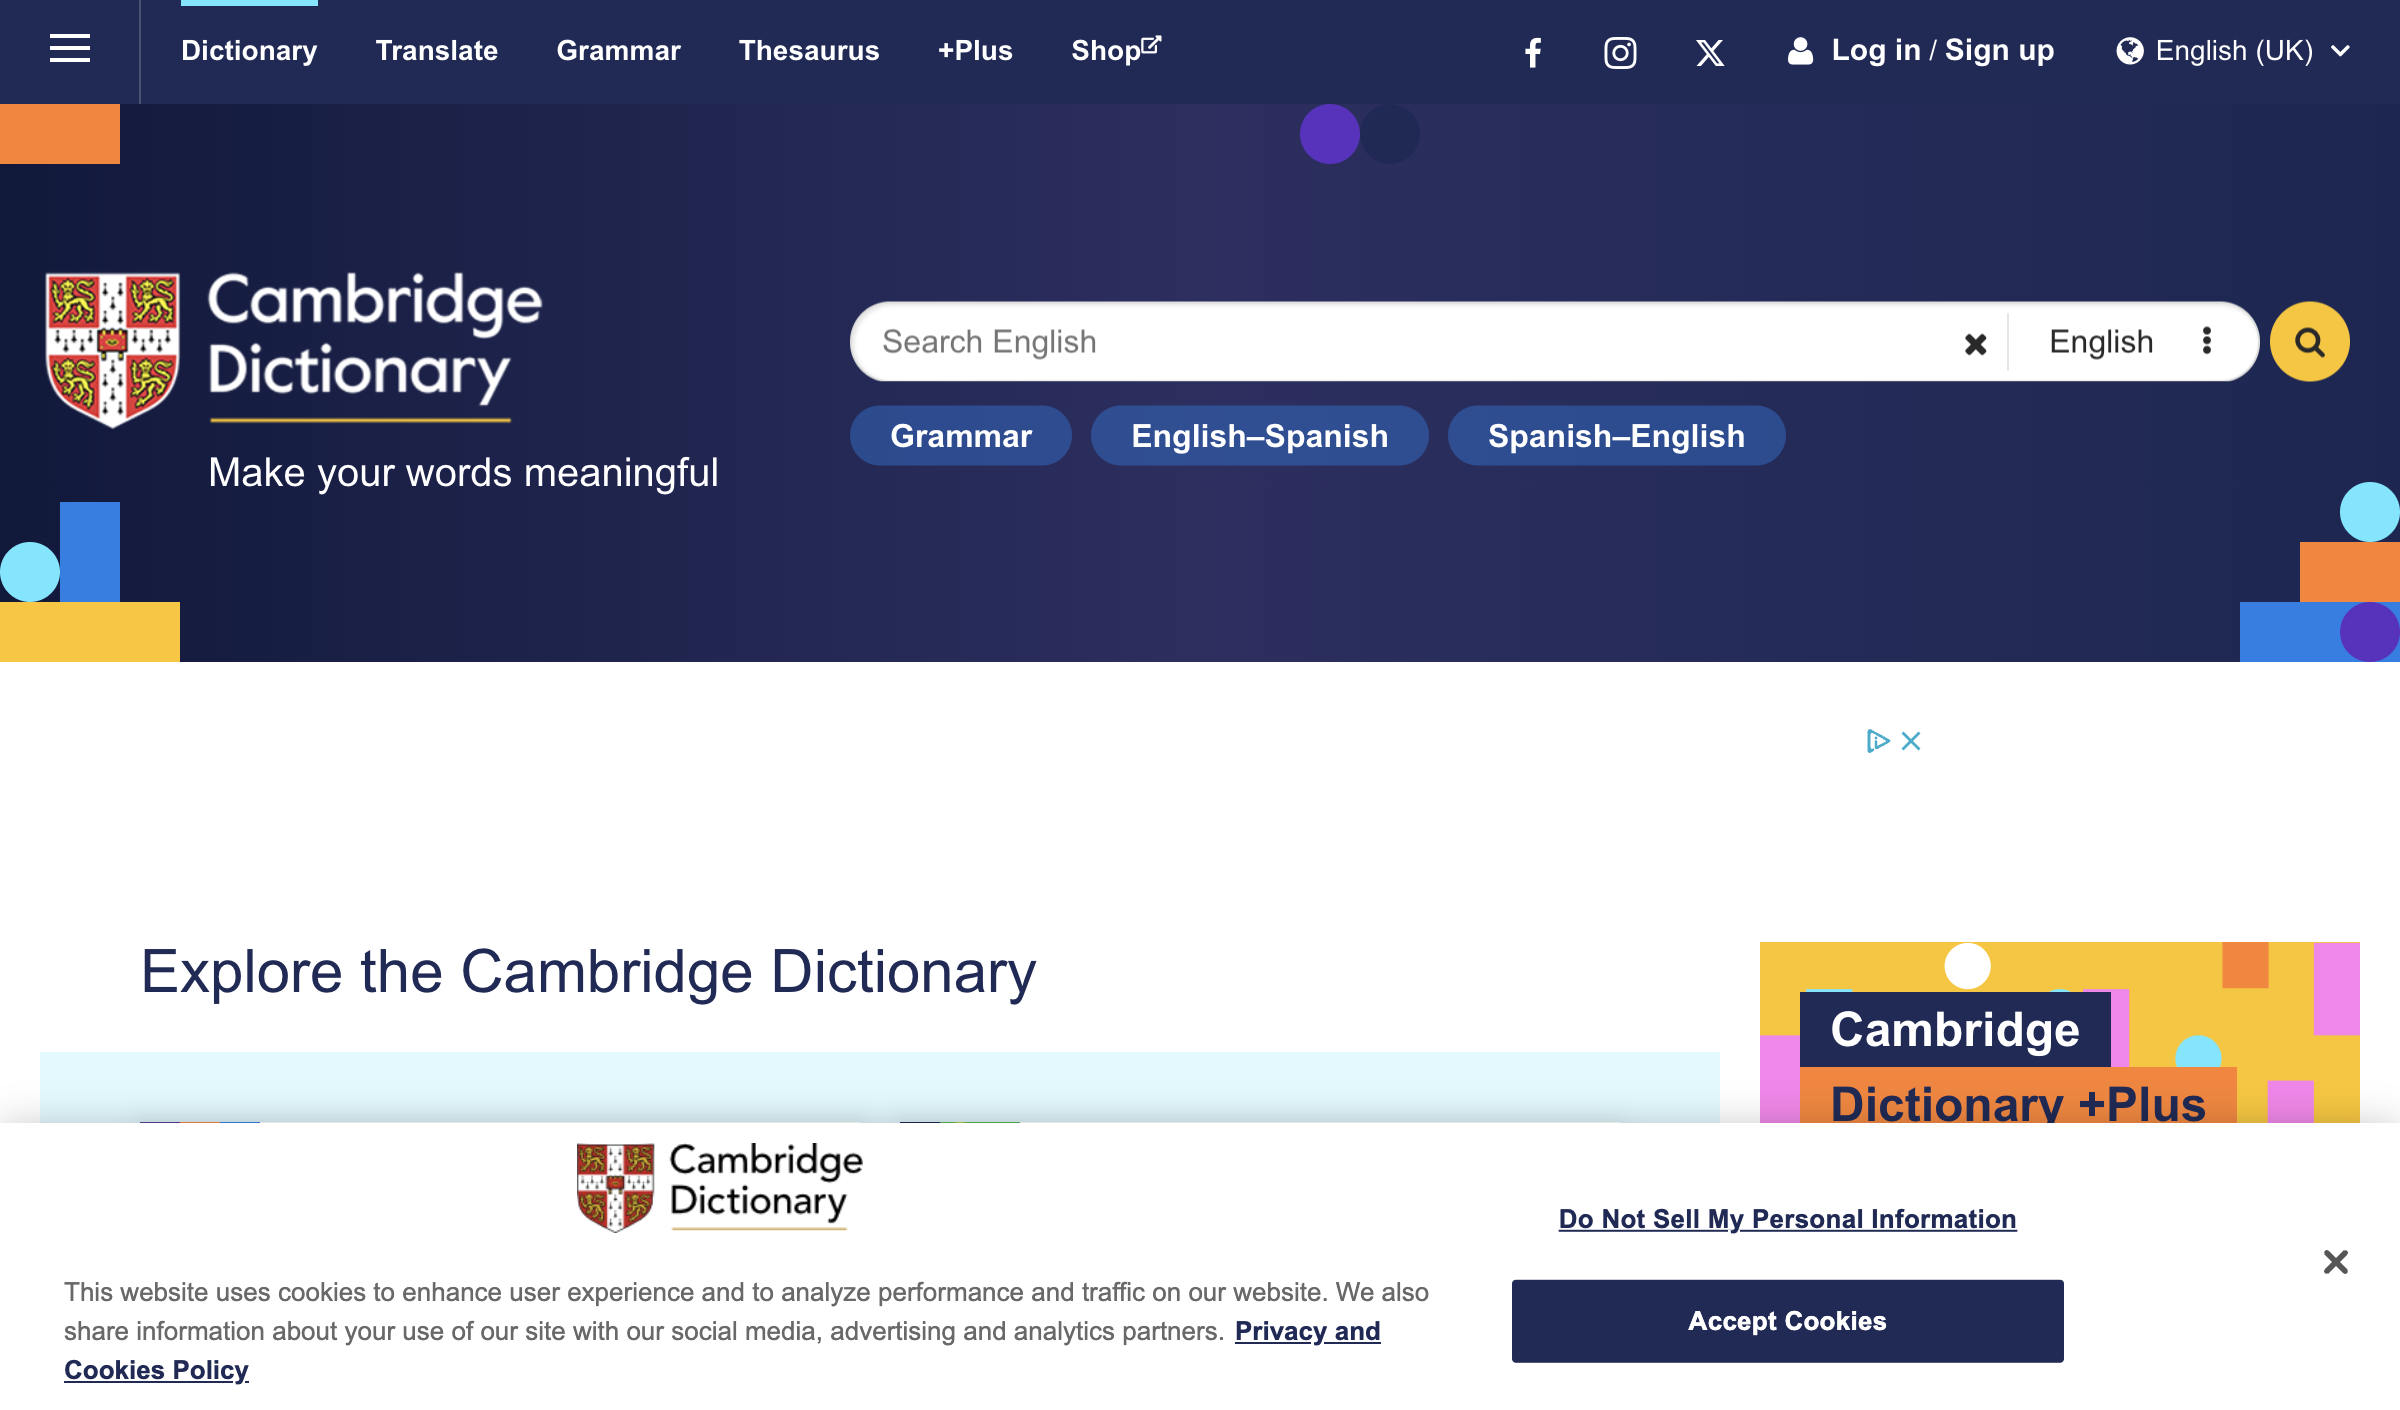 Dictionary Translate Grammar Thesaurus +Plus Shop Log in / Sign up English (UK)
Cambridge
Dictionary
Make your words meaningful
Search English English
Grammar English–Spanish Spanish–English
Explore the Cambridge Dictionary
Cambridge
Dictionary +Plus
Cambridge
Dictionary
Do Not Sell My Personal Information
This website uses cookies to enhance user experience and to analyze performance and traffic on our website. We also
share information about your use of our site with our social media, advertising and analytics partners. Privacy and
Cookies Policy
Accept Cookies